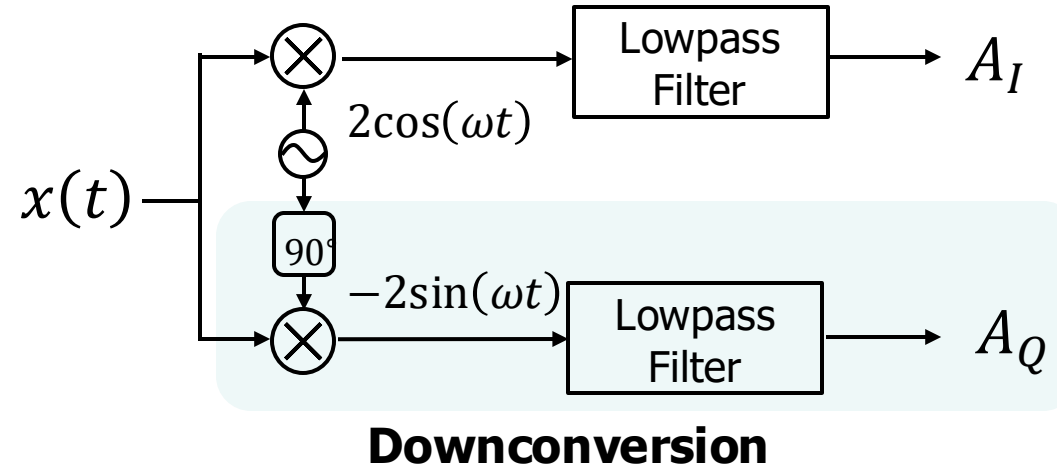 Lowpass
Filter
A_I
2cos(ωt)
x(t)
90°
−2sin(ωt)
Lowpass
Filter
A_Q
Downconversion